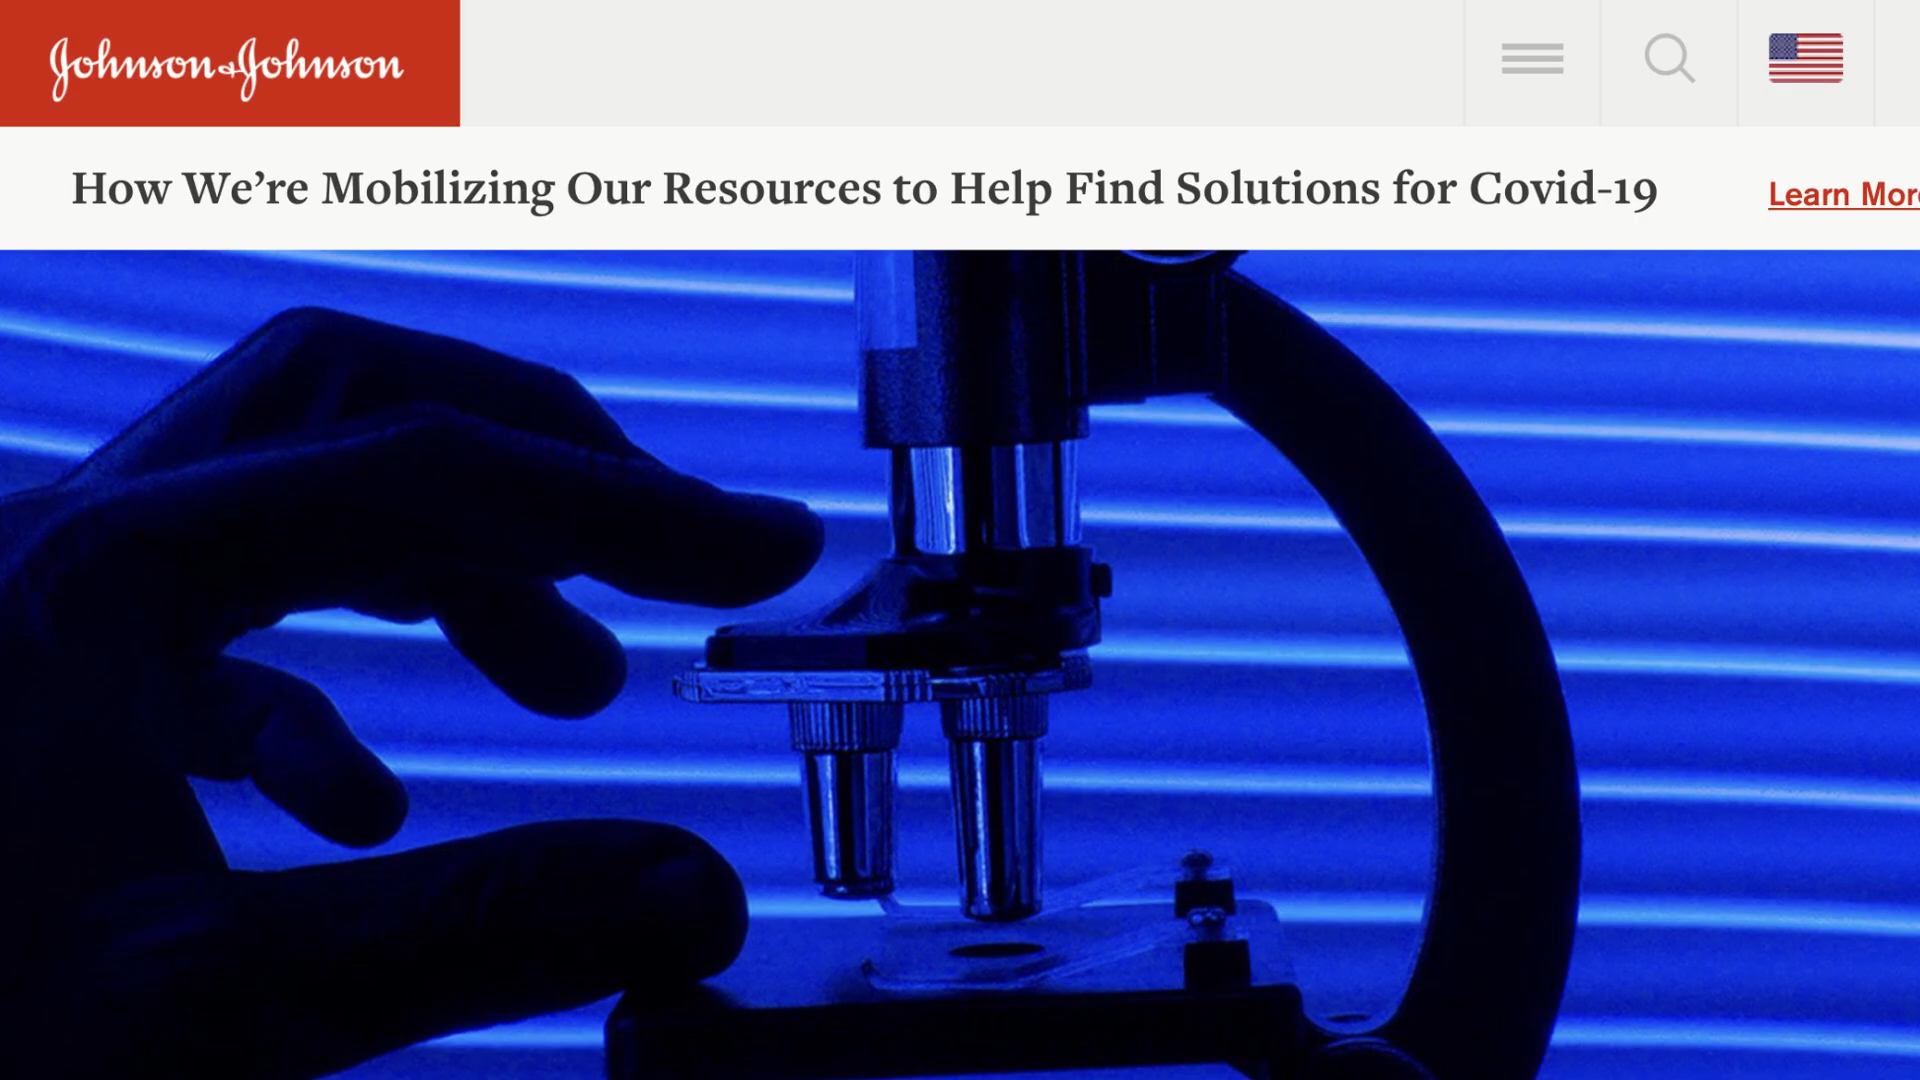 Johnson & Johnson
How We’re Mobilizing Our Resources to Help Find Solutions for Covid-19
Learn More